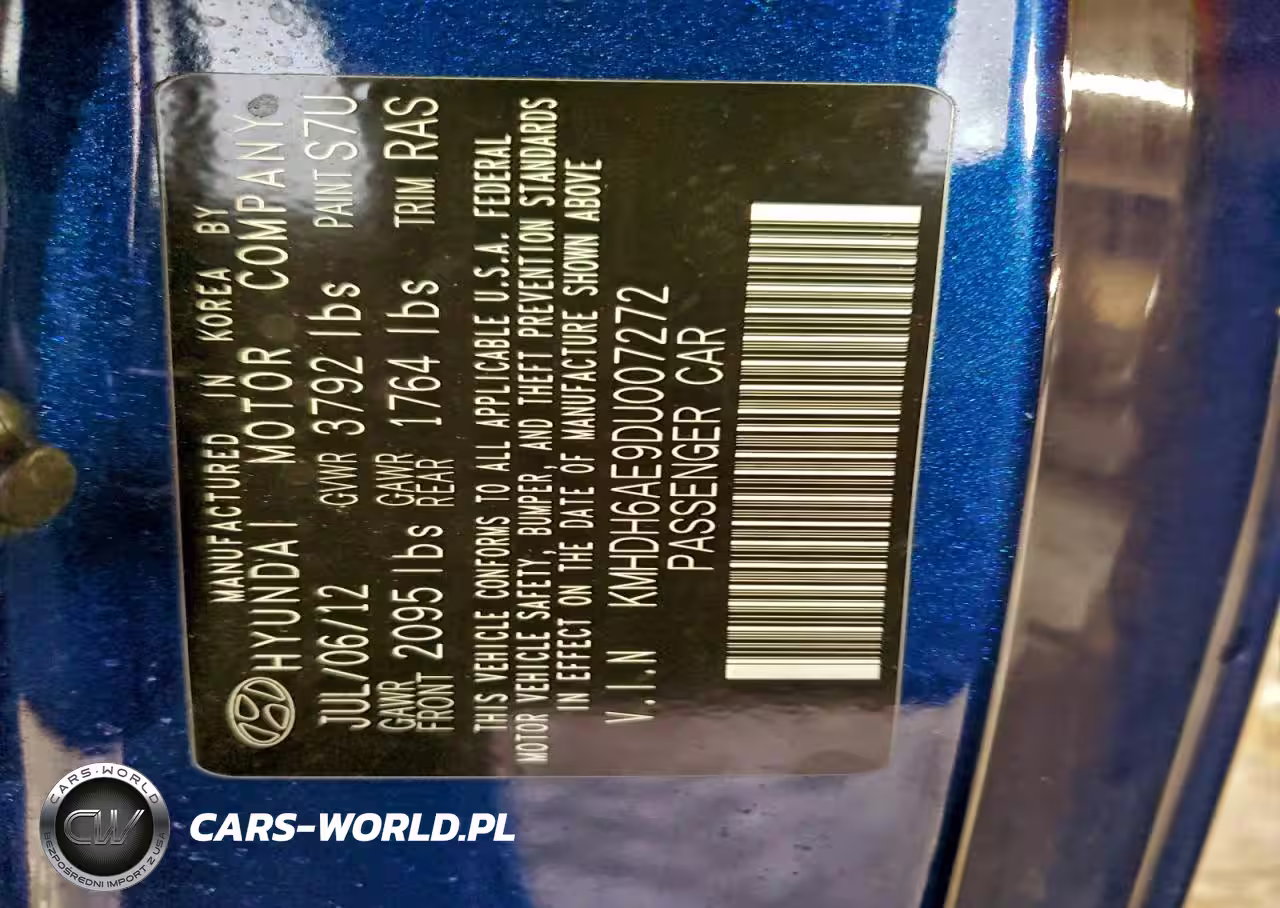 MANUFACTURED IN KOREA BY
HYUNDAI MOTOR COMPANY
JUL/06/12 GVWR 3792 lbs PAINT S7U
GAWR FRONT 2095 lbs GAWR REAR 1764 lbs TRIM RAS
THIS VEHICLE CONFORMS TO ALL APPLICABLE U.S.A. FEDERAL
MOTOR VEHICLE SAFETY, BUMPER, AND THEFT PREVENTION STANDARDS
IN EFFECT ON THE DATE OF MANUFACTURE SHOWN ABOVE
V.I.N KMHDH6AE9DU007272
PASSENGER CAR
CARS-WORLD
CW
BEZPOŚREDNI IMPORT Z USA
CARS-WORLD.PL